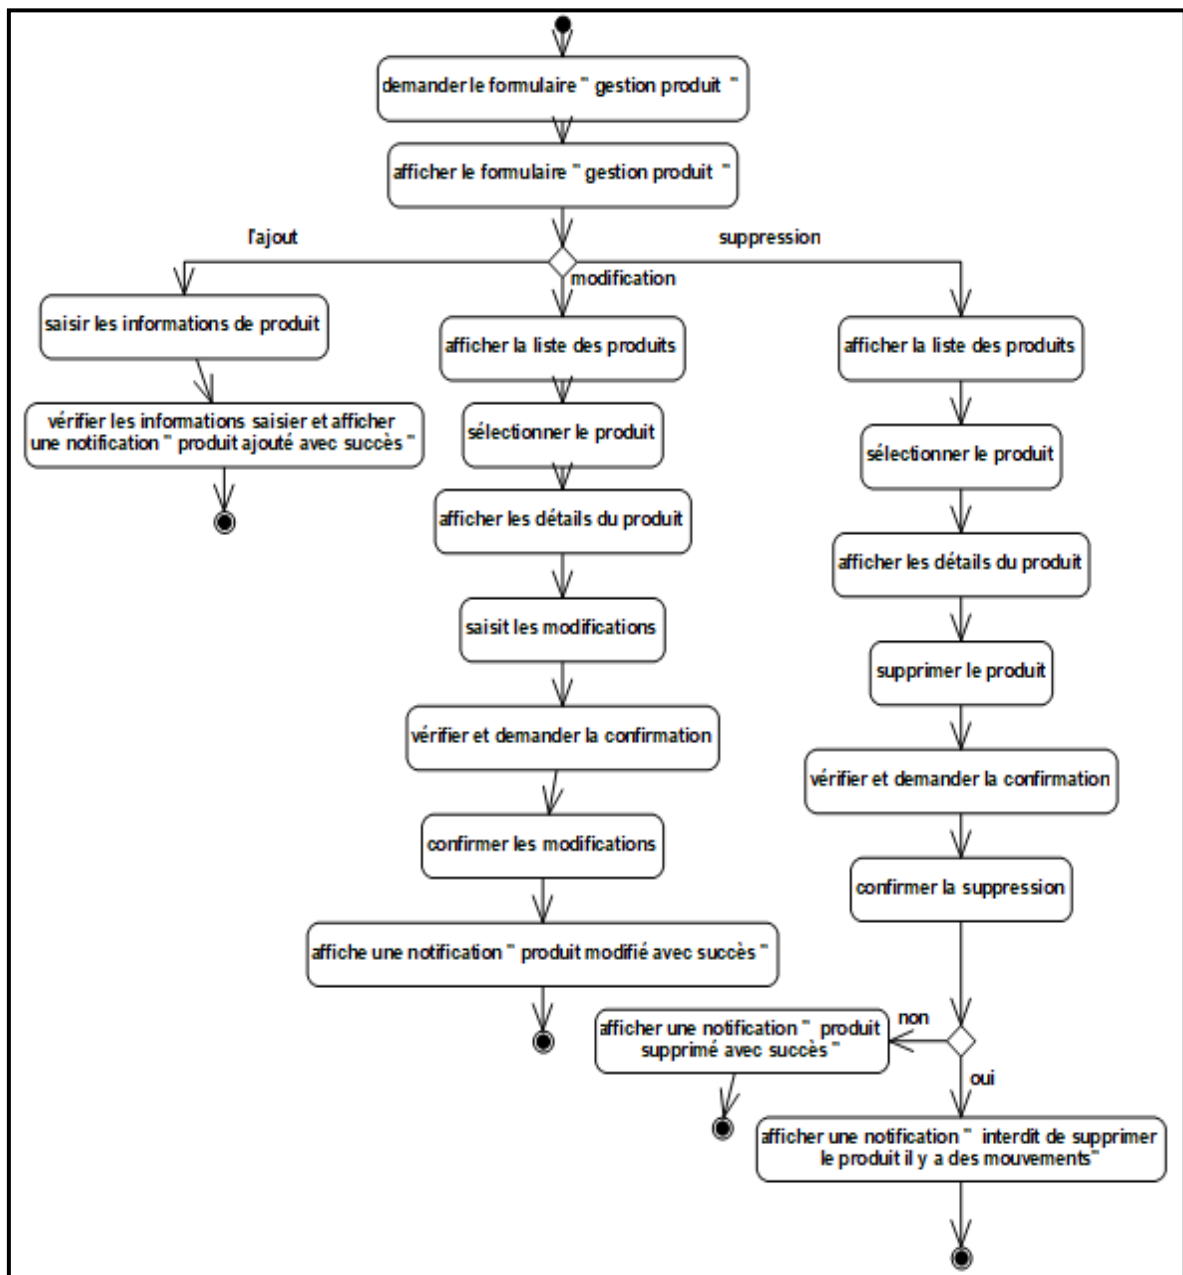 demander le formulaire " gestion produit "
afficher le formulaire " gestion produit "
l'ajout
suppression
modification
saisir les informations de produit
vérifier les informations saisier et afficher
une notification " produit ajouté avec succès "
afficher la liste des produits
sélectionner le produit
afficher les détails du produit
saisit les modifications
vérifier et demander la confirmation
confirmer les modifications
affiche une notification " produit modifié avec succès "
afficher la liste des produits
sélectionner le produit
afficher les détails du produit
supprimer le produit
vérifier et demander la confirmation
confirmer la suppression
non
afficher une notification " produit
supprimé avec succès "
oui
afficher une notification " interdit de supprimer
le produit il y a des mouvements"